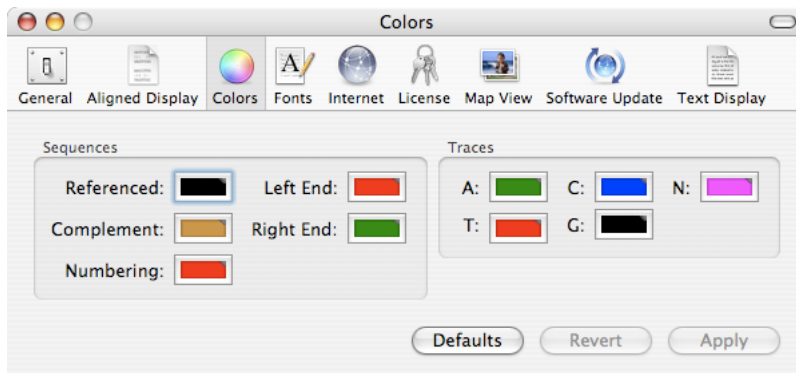 Colors
General Aligned Display Colors Fonts Internet License Map View Software Update Text Display
Sequences
Referenced: Left End:
Complement: Right End:
Numbering:
Traces
A: C: N:
T: G:
Defaults Revert Apply